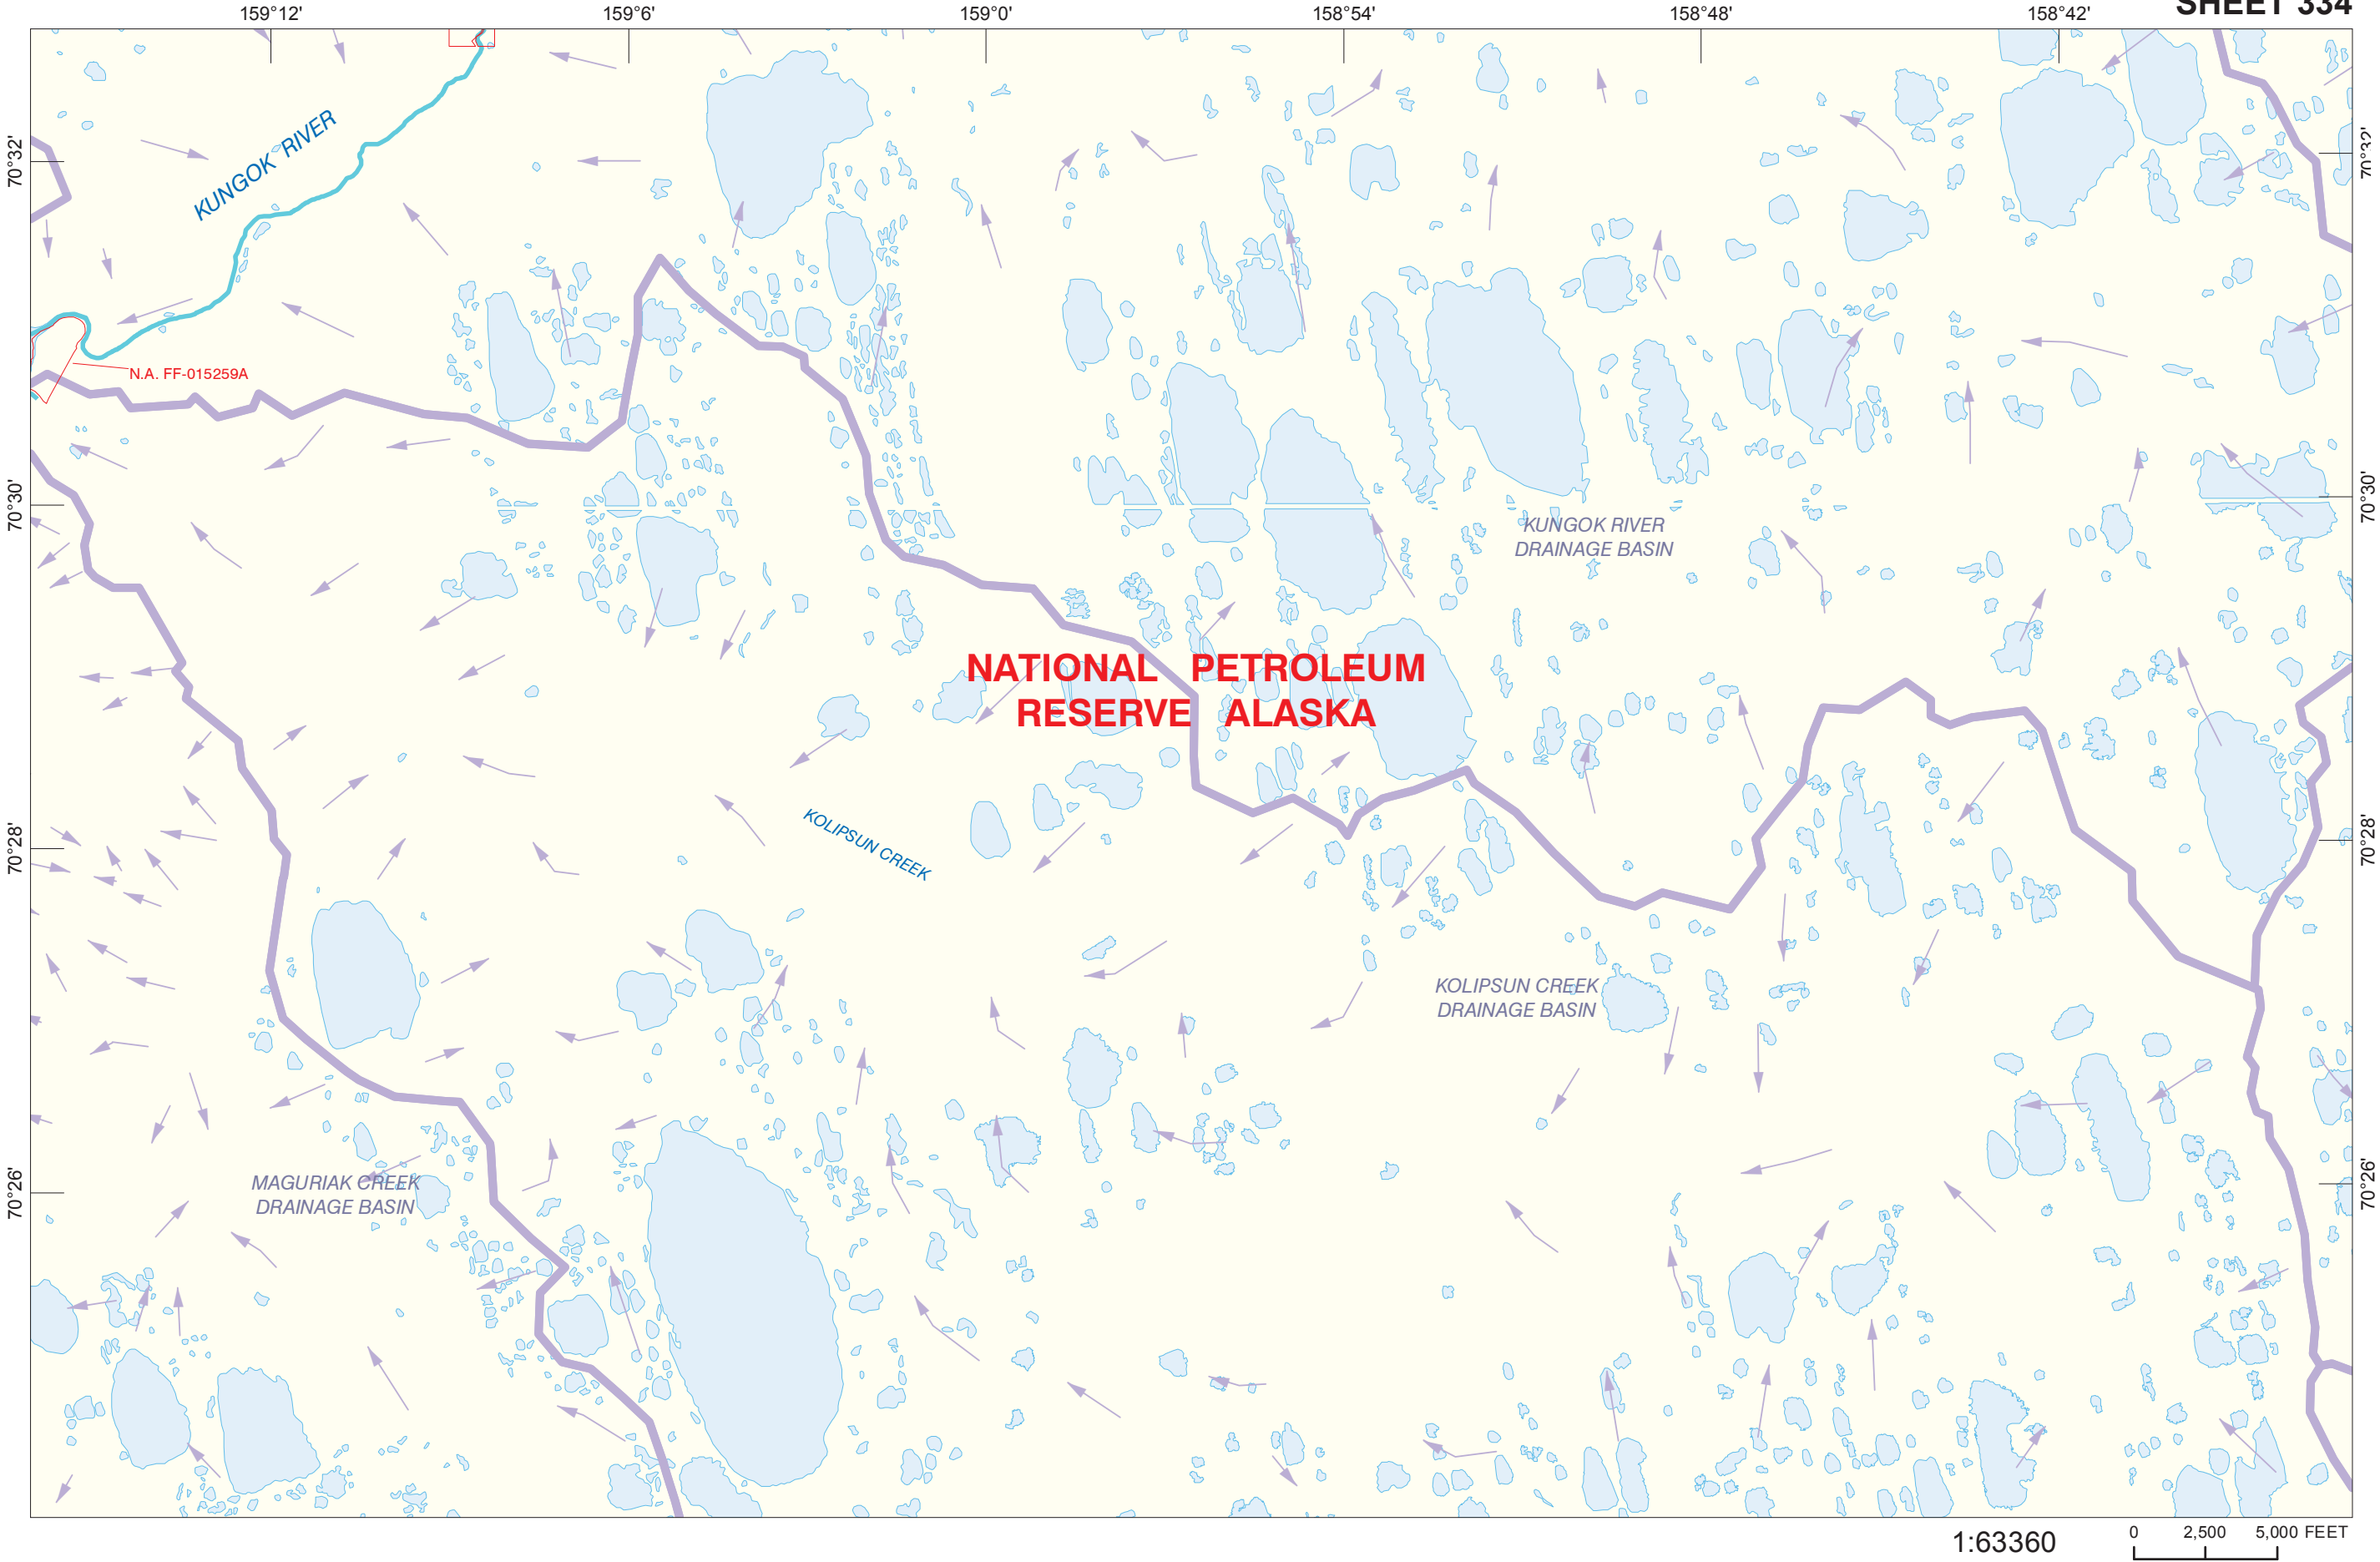 SHEET 334
159°12'
159°6'
159°0'
158°54'
158°48'
158°42'
70°32'
70°32'
KUNGOK RIVER
N.A. FF-015259A
70°30'
70°30'
KUNGOK RIVER
DRAINAGE BASIN
NATIONAL PETROLEUM
RESERVE ALASKA
KOLIPSUN CREEK
70°28'
70°28'
KOLIPSUN CREEK
DRAINAGE BASIN
70°26'
70°26'
MAGURIAK CREEK
DRAINAGE BASIN
1:63360
0 2,500 5,000 FEET